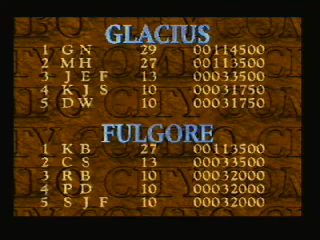 GLACIUS
1 G N 29 00114500
2 M H 27 00113500
3 J E F 13 00033500
4 K J S 10 00031750
5 D W 10 00031750
FULGORE
1 K B 27 00113500
2 C S 13 00033500
3 R B 10 00032000
4 P D 10 00032000
5 S J F 10 00032000